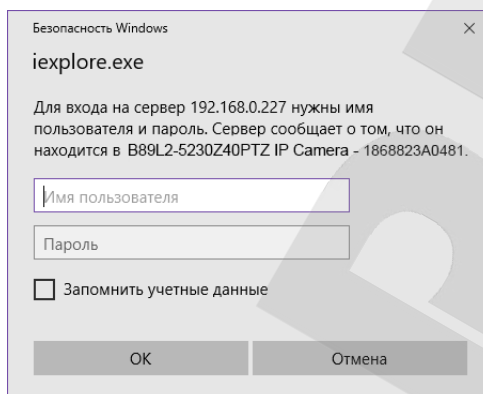 Безопасность Windows
iexplore.exe
Для входа на сервер 192.168.0.227 нужны имя
пользователя и пароль. Сервер сообщает о том, что он
находится в B89L2-5230Z40PTZ IP Camera - 1868823A0481.
Имя пользователя
Пароль
Запомнить учетные данные
OK
Отмена